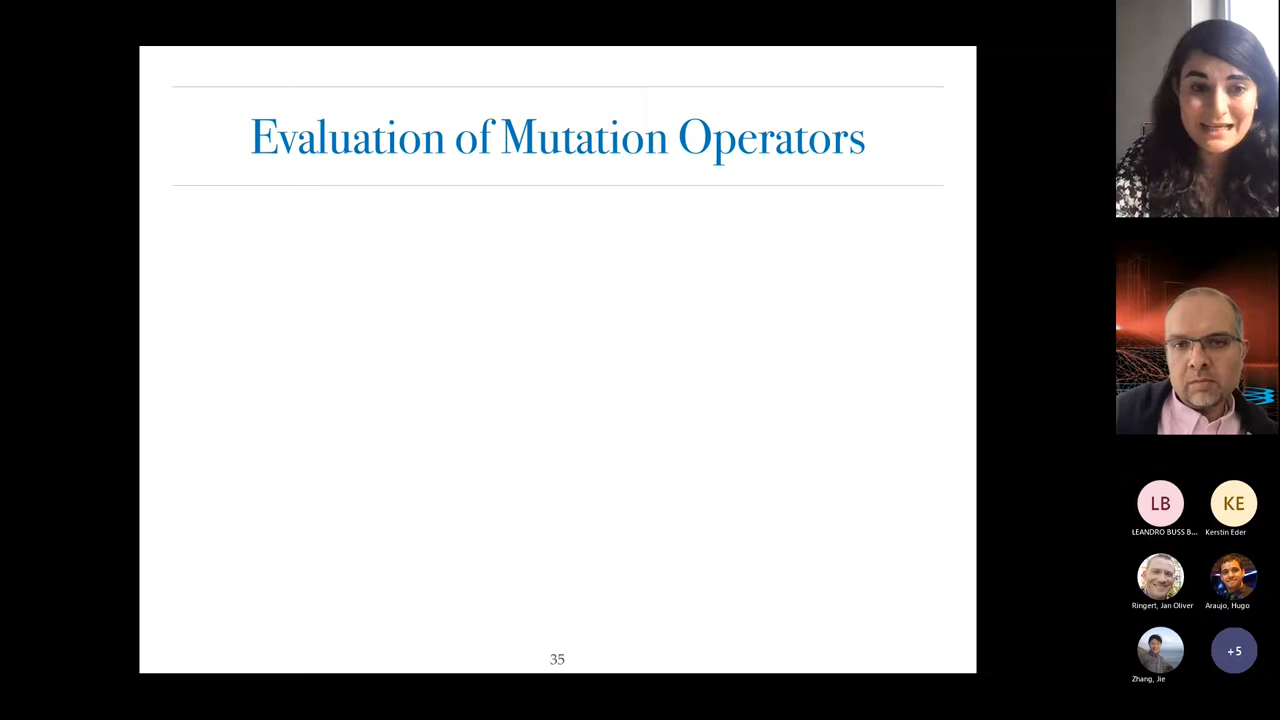 Evaluation of Mutation Operators
35
LB
KE
LEANDRO BUSS B...
Kerstin Eder
Ringert, Jan Oliver
Araujo, Hugo
+5
Zhang, Jie